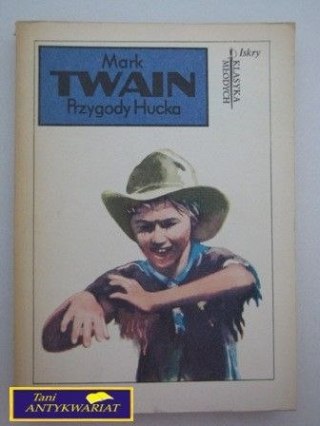 Mark
TWAIN
Przygody Hucka
Iskry
KLASYKA
MŁODYCH
Tani
ANTYKWARIAT